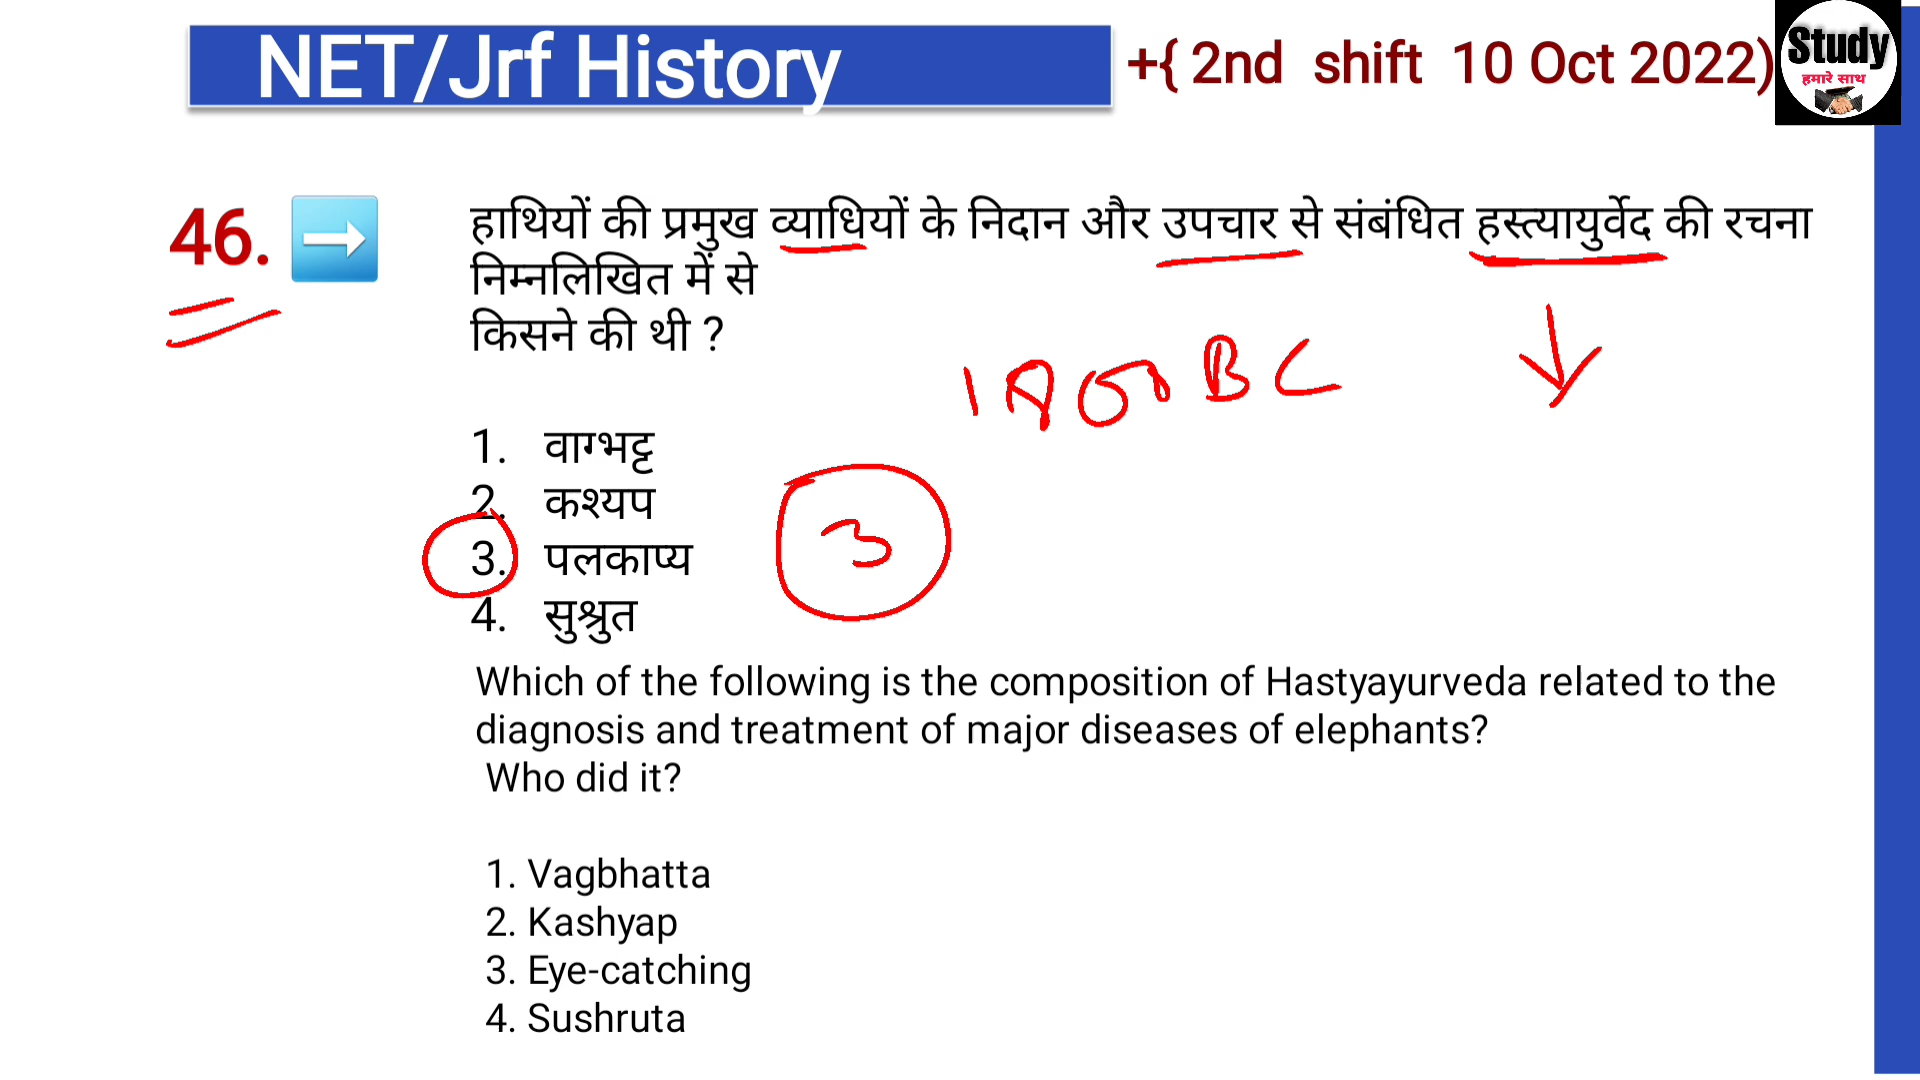 NET/Jrf History
+{ 2nd shift 10 Oct 2022)
Study
हमारे साथ
46.
हाथियों की प्रमुख व्याधियों के निदान और उपचार से संबंधित हस्त्यायुर्वेद की रचना
निम्नलिखित में से
किसने की थी ?
BC
1. वाग्भट्ट
2. कश्यप
3. पलकाप्य
3
4. सुश्रुत
Which of the following is the composition of Hastyayurveda related to the
diagnosis and treatment of major diseases of elephants?
Who did it?
1. Vagbhatta
2. Kashyap
3. Eye-catching
4. Sushruta